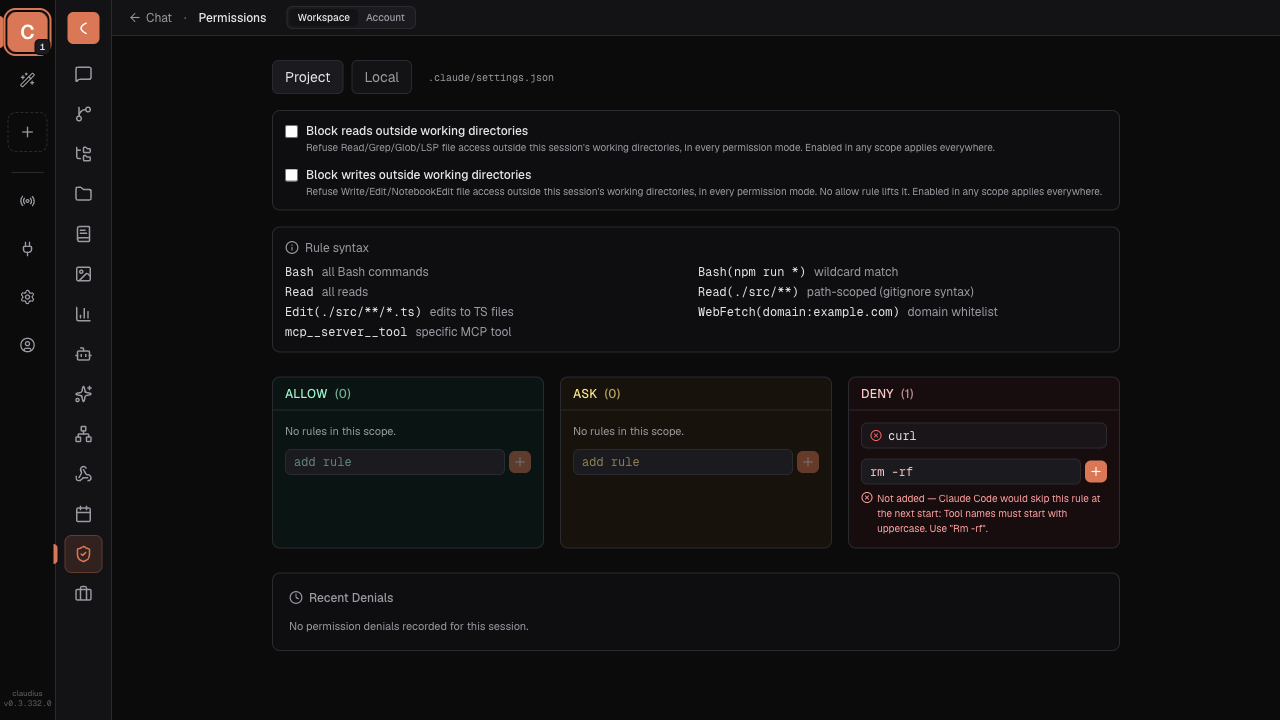 C
1
← Chat · Permissions Workspace Account
Project Local .claude/settings.json
Block reads outside working directories
Refuse Read/Grep/Glob/LSP file access outside this session's working directories, in every permission mode. Enabled in any scope applies everywhere.
Block writes outside working directories
Refuse Write/Edit/NotebookEdit file access outside this session's working directories, in every permission mode. No allow rule lifts it. Enabled in any scope applies everywhere.
Rule syntax
Bash all Bash commands
Bash(npm run *) wildcard match
Read all reads
Read(./src/**) path-scoped (gitignore syntax)
Edit(./src/**/*.ts) edits to TS files
WebFetch(domain:example.com) domain whitelist
mcp__server__tool specific MCP tool
ALLOW (0)
No rules in this scope.
add rule
ASK (0)
No rules in this scope.
add rule
DENY (1)
curl
rm -rf
Not added — Claude Code would skip this rule at
the next start: Tool names must start with
uppercase. Use "Rm -rf".
Recent Denials
No permission denials recorded for this session.
claudius
v0.3.332.0